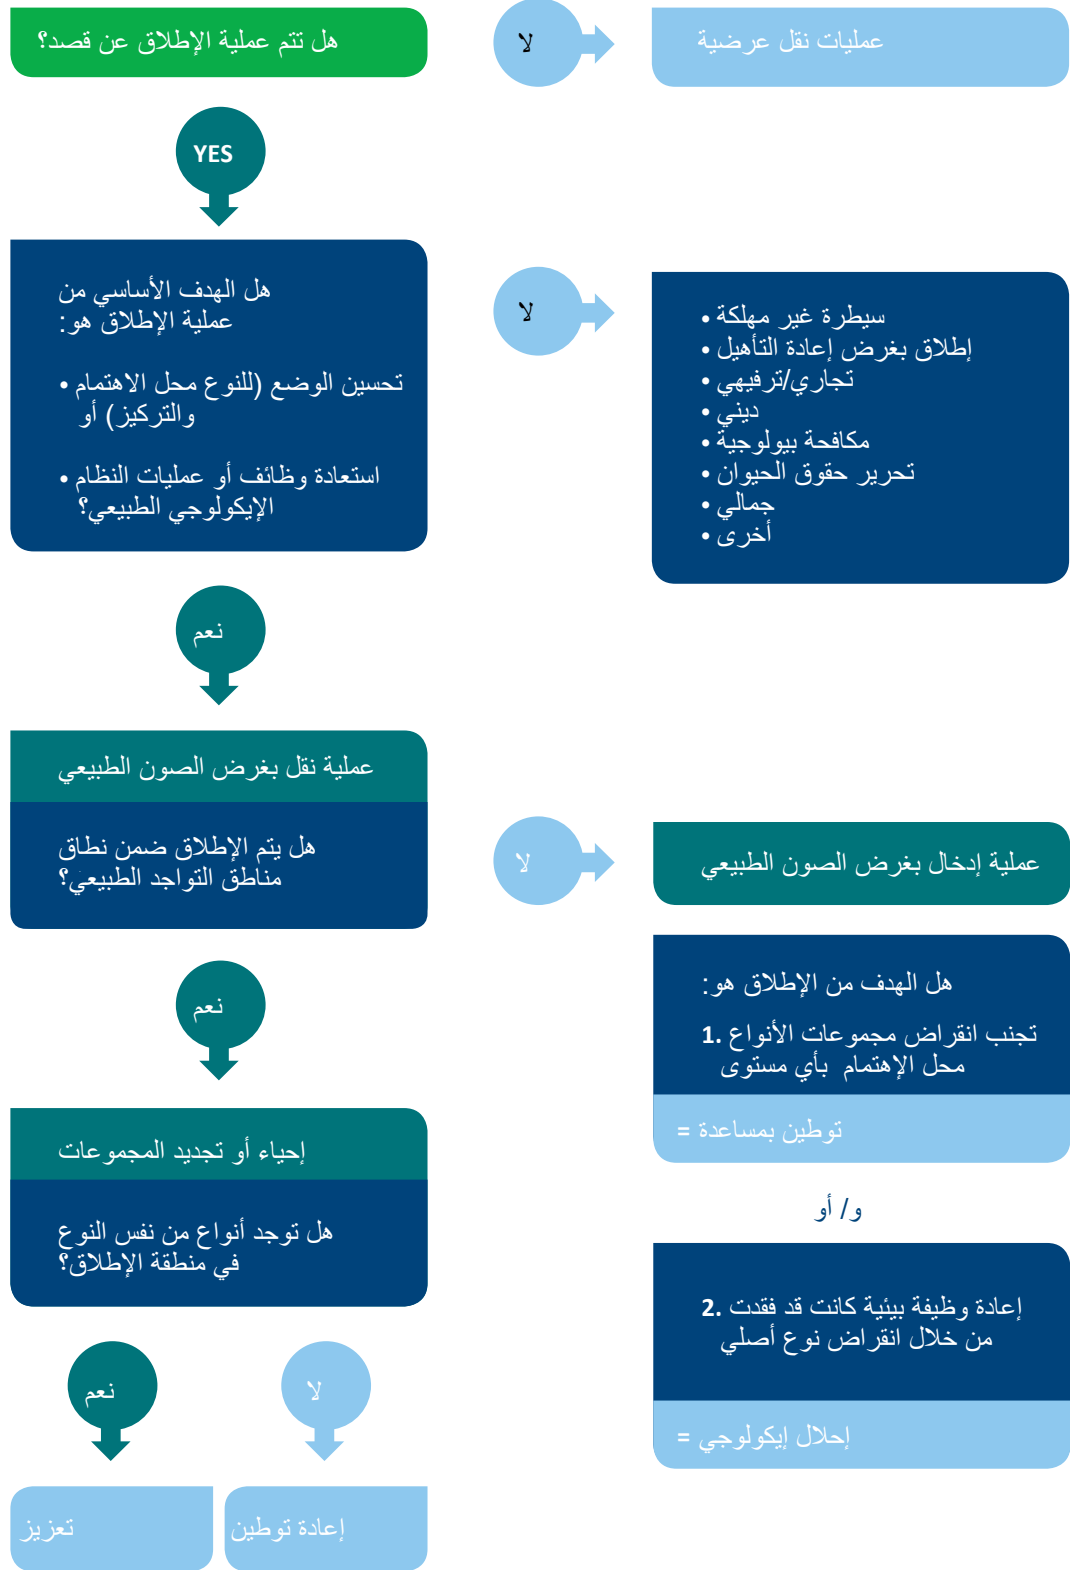 هل تتم عملية الإطلاق عن قصد؟
لا
عمليات نقل عرضية
YES
هل الهدف الأساسي من
عملية الإطلاق هو:
• تحسين الوضع (للنوع محل الاهتمام
والتركيز) أو
• استعادة وظائف أو عمليات النظام
الإيكولوجي الطبيعي؟
لا
• سيطرة غير مهلكة
• إطلاق بغرض إعادة التأهيل
• تجاري/ترفيهي
• ديني
• مكافحة بيولوجية
• تحرير حقوق الحيوان
• جمالي
• أخرى
نعم
عملية نقل بغرض الصون الطبيعي
هل يتم الإطلاق ضمن نطاق
مناطق التواجد الطبيعي؟
لا
عملية إدخال بغرض الصون الطبيعي
هل الهدف من الإطلاق هو:
1. تجنب انقراض مجموعات الأنواع
محل الإهتمام بأي مستوى
= توطين بمساعدة
و/ أو
2. إعادة وظيفة بيئية كانت قد فقدت
من خلال انقراض نوع أصلي
= إحلال إيكولوجي
نعم
إحياء أو تجديد المجموعات
هل توجد أنواع من نفس النوع
في منطقة الإطلاق؟
نعم
لا
تعزيز
إعادة توطين